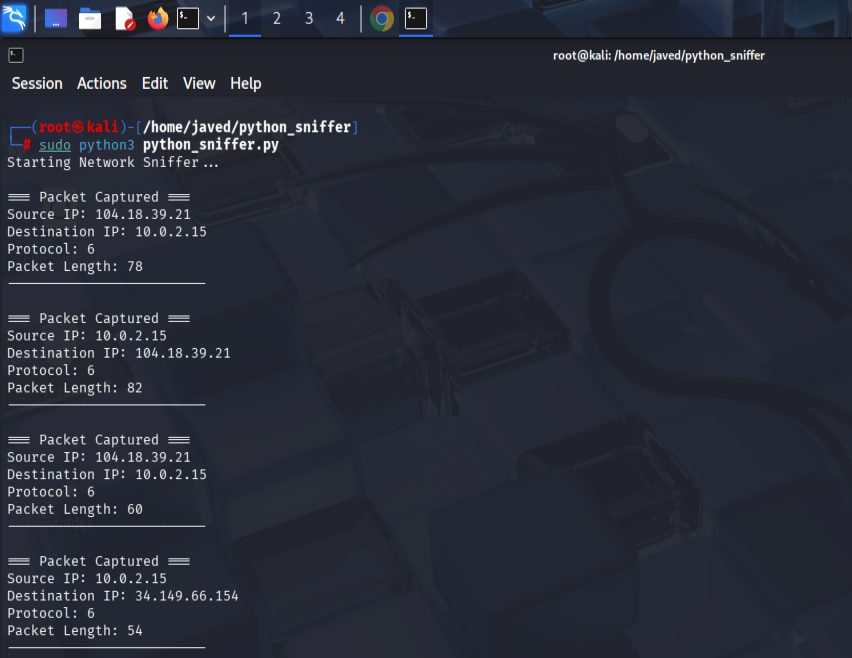 1 2 3 4
root@kali: /home/javed/python_sniffer
Session Actions Edit View Help
┌──(root㉿kali)-[/home/javed/python_sniffer]
└─# sudo python3 python_sniffer.py
Starting Network Sniffer...
=== Packet Captured ===
Source IP: 104.18.39.21
Destination IP: 10.0.2.15
Protocol: 6
Packet Length: 78
-------------------------
=== Packet Captured ===
Source IP: 10.0.2.15
Destination IP: 104.18.39.21
Protocol: 6
Packet Length: 82
-------------------------
=== Packet Captured ===
Source IP: 104.18.39.21
Destination IP: 10.0.2.15
Protocol: 6
Packet Length: 60
-------------------------
=== Packet Captured ===
Source IP: 10.0.2.15
Destination IP: 34.149.66.154
Protocol: 6
Packet Length: 54
-------------------------